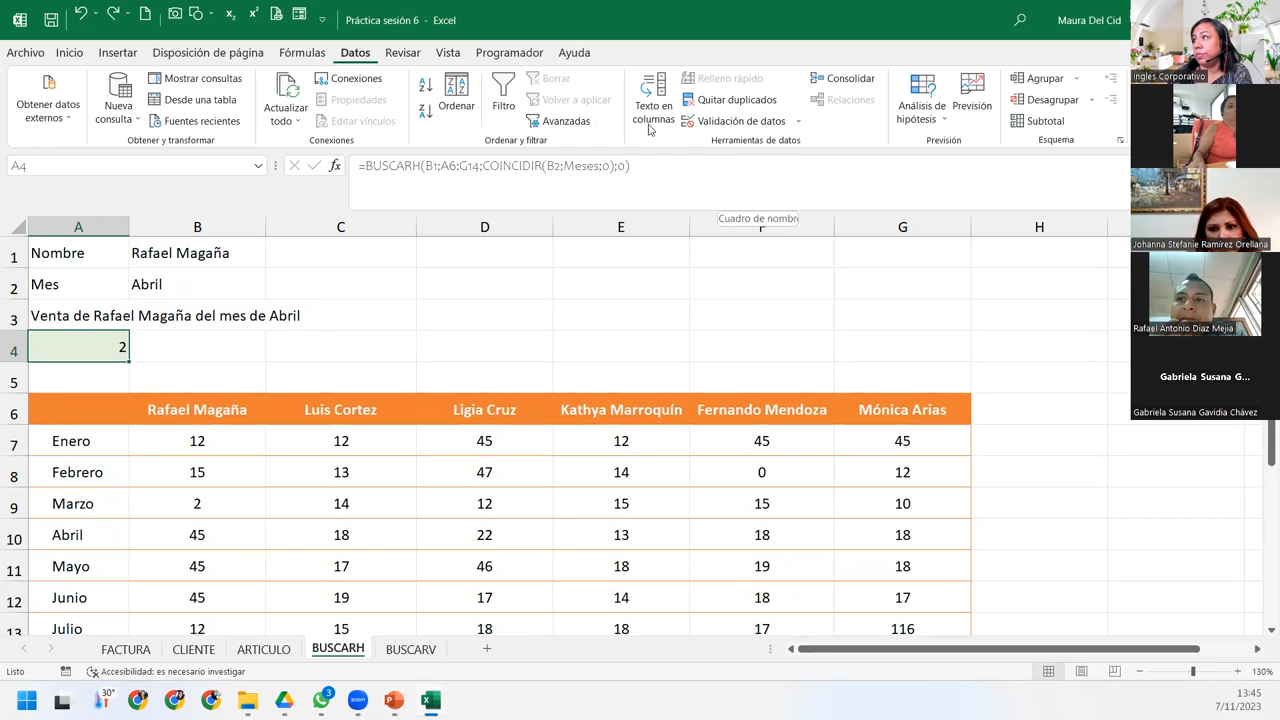 Práctica sesión 6 - Excel
Maura Del Cid
Archivo Inicio Insertar Disposición de página Fórmulas Datos Revisar Vista Programador Ayuda
Obtener datos externos
Nueva consulta
Mostrar consultas
Desde una tabla
Fuentes recientes
Obtener y transformar
Actualizar todo
Conexiones
Propiedades
Editar vínculos
Conexiones
Ordenar
Filtro
Borrar
Volver a aplicar
Avanzadas
Ordenar y filtrar
Texto en columnas
Relleno rápido
Quitar duplicados
Validación de datos
Consolidar
Relaciones
Herramientas de datos
Análisis de hipótesis
Previsión
Previsión
Agrupar
Desagrupar
Subtotal
Esquema
A4
fx
=BUSCARH(B1;A6:G14;COINCIDIR(B2;Meses;0);0)
Cuadro de nombr
A B C D E F G H
1 Nombre Rafael Magaña
2 Mes Abril
3 Venta de Rafael Magaña del mes de Abril
4 2
5
6 Rafael Magaña Luis Cortez Ligia Cruz Kathya Marroquín Fernando Mendoza Mónica Arias
7 Enero 12 12 45 12 45 45
8 Febrero 15 13 47 14 0 12
9 Marzo 2 14 12 15 15 10
10 Abril 45 18 22 13 18 18
11 Mayo 45 17 46 18 19 18
12 Junio 45 19 17 14 18 17
13 Julio 12 15 18 18 17 116
FACTURA CLIENTE ARTICULO BUSCARH BUSCARV
Listo
Accesibilidad: es necesario investigar
130%
30°
3
13:45
7/11/2023
Ingles Corporativo
Johanna Stefanie Ramírez Orellana
Rafael Antonio Diaz Mejia
Gabriela Susana G...
Gabriela Susana Gavidia Chávez